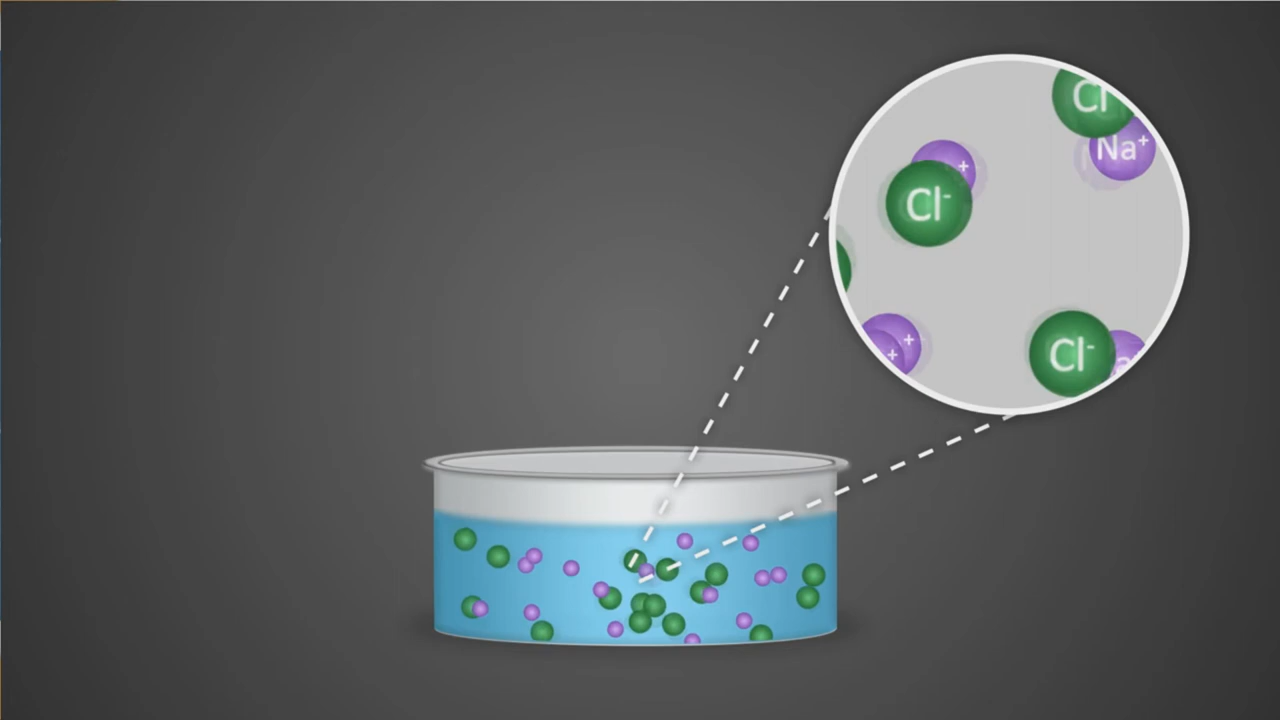 Cl
Na⁺
+
Cl⁻
+
+
Cl⁻
a